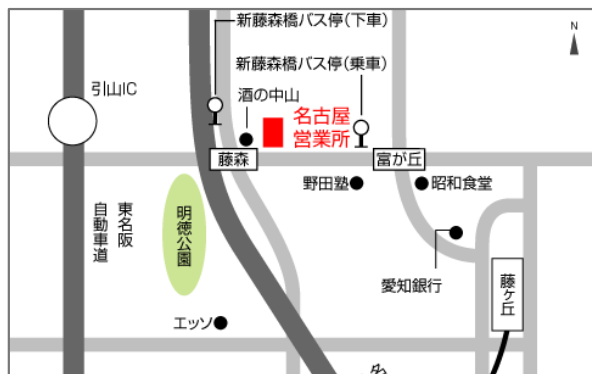 新藤森橋バス停(下車)
N
新藤森橋バス停(乗車)
引山IC
酒の中山
名古屋
営業所
藤森
富が丘
野田塾
昭和食堂
明徳公園
東名阪
自動車道
愛知銀行
藤ヶ丘
エッソ